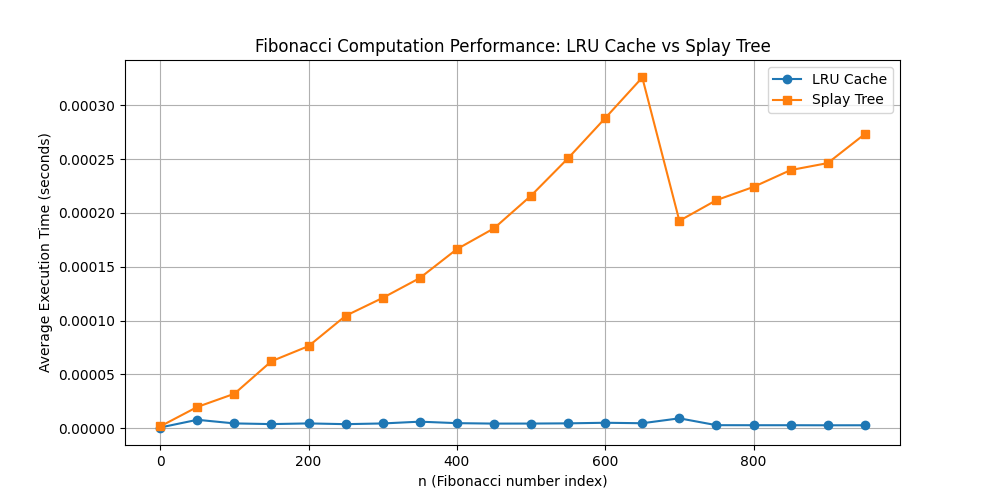 Fibonacci Computation Performance: LRU Cache vs Splay Tree
LRU Cache
Splay Tree
Average Execution Time (seconds)
0.00030
0.00025
0.00020
0.00015
0.00010
0.00005
0.00000
0 200 400 600 800
n (Fibonacci number index)